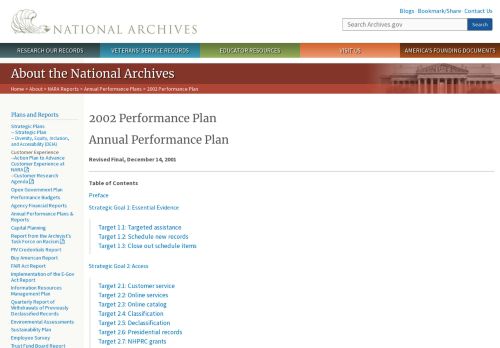 Blogs · Bookmark/Share · Contact Us
NATIONAL ARCHIVES
Search Archives.gov
Search
RESEARCH OUR RECORDS
VETERANS' SERVICE RECORDS
EDUCATOR RESOURCES
VISIT US
AMERICA'S FOUNDING DOCUMENTS
About the National Archives
Home > About > NARA Reports > Annual Performance Plans > 2002 Performance Plan
Plans and Reports
Strategic Plans
– Strategic Plan
– Diversity, Equity, Inclusion,
and Accessibility (DEIA)
Customer Experience
–Action Plan to Advance
Customer Experience at
NARA
–Customer Research
Agenda
Open Government Plan
Performance Budgets
Agency Financial Reports
Annual Performance Plans &
Reports
Capital Planning
Report from the Archivist's
Task Force on Racism
PIV Credentials Report
Buy American Report
FAIR Act Report
Implementation of the E-Gov
Act Report
Information Resources
Management Plan
Quarterly Report of
Withdrawals of Previously
Declassified Records
Environmental Assessments
Sustainability Plan
Employee Survey
Trust Fund Board Report
2002 Performance Plan
Annual Performance Plan
Revised Final, December 14, 2001
Table of Contents
Preface
Strategic Goal 1: Essential Evidence
Target 1.1: Targeted assistance
Target 1.2: Schedule new records
Target 1.3: Close out schedule items
Strategic Goal 2: Access
Target 2.1: Customer service
Target 2.2: Online services
Target 2.3: Online catalog
Target 2.4: Classification
Target 2.5: Declassification
Target 2.6: Presidential records
Target 2.7: NHPRC grants